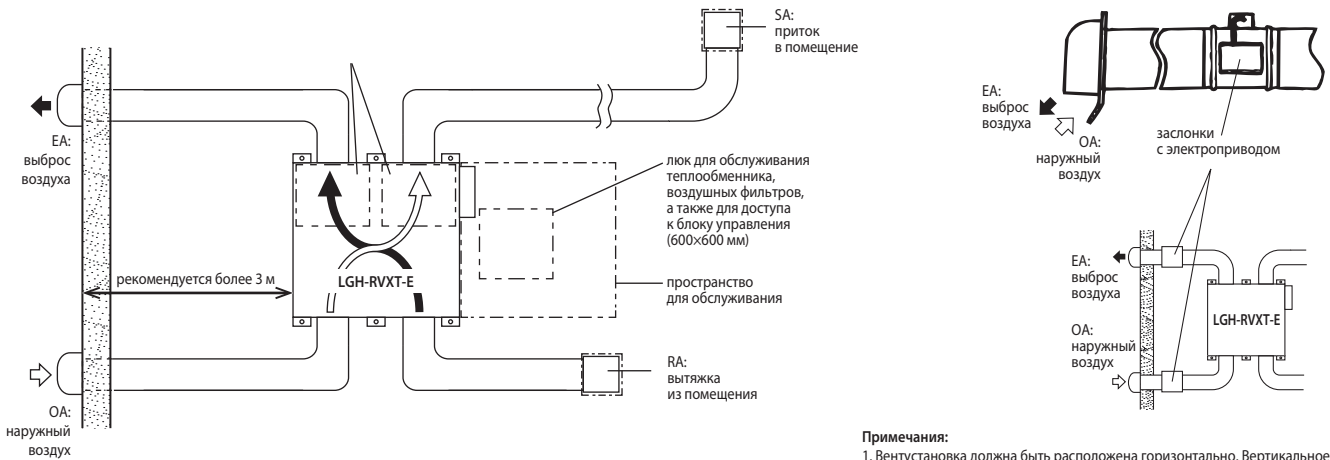 SA:
приток
в помещение
EA:
выброс
воздуха
люк для обслуживания
теплообменника,
воздушных фильтров,
а также для доступа
к блоку управления
(600×600 мм)
рекомендуется более 3 м
LGH-RVXT-E
пространство
для обслуживания
RA:
вытяжка
из помещения
OA:
наружный
воздух
EA:
выброс
воздуха
OA:
наружный
воздух
заслонки
с электроприводом
EA:
выброс
воздуха
LGH-RVXT-E
OA:
наружный
воздух
Примечания:
1. Вентустановка должна быть расположена горизонтально. Вертикальное